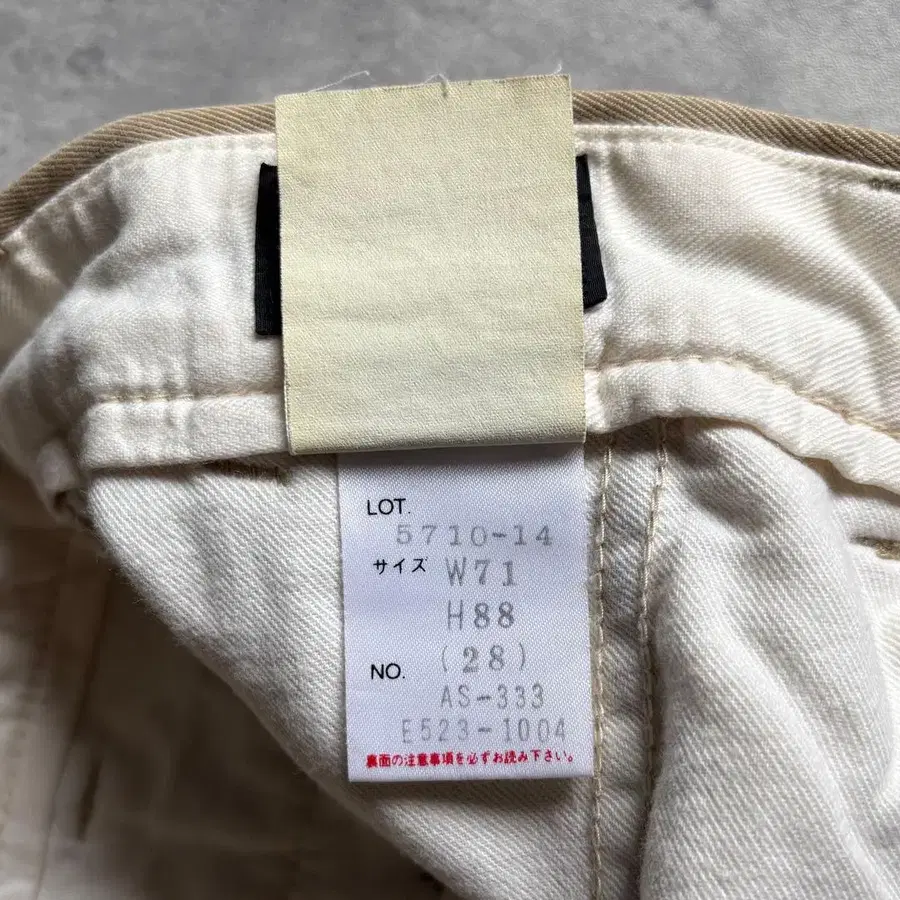 LOT.
5710-14
サイズ W71
H88
NO. (28)
AS-333
E523-1004
裏面の注意事項を必ずお読み下さい。